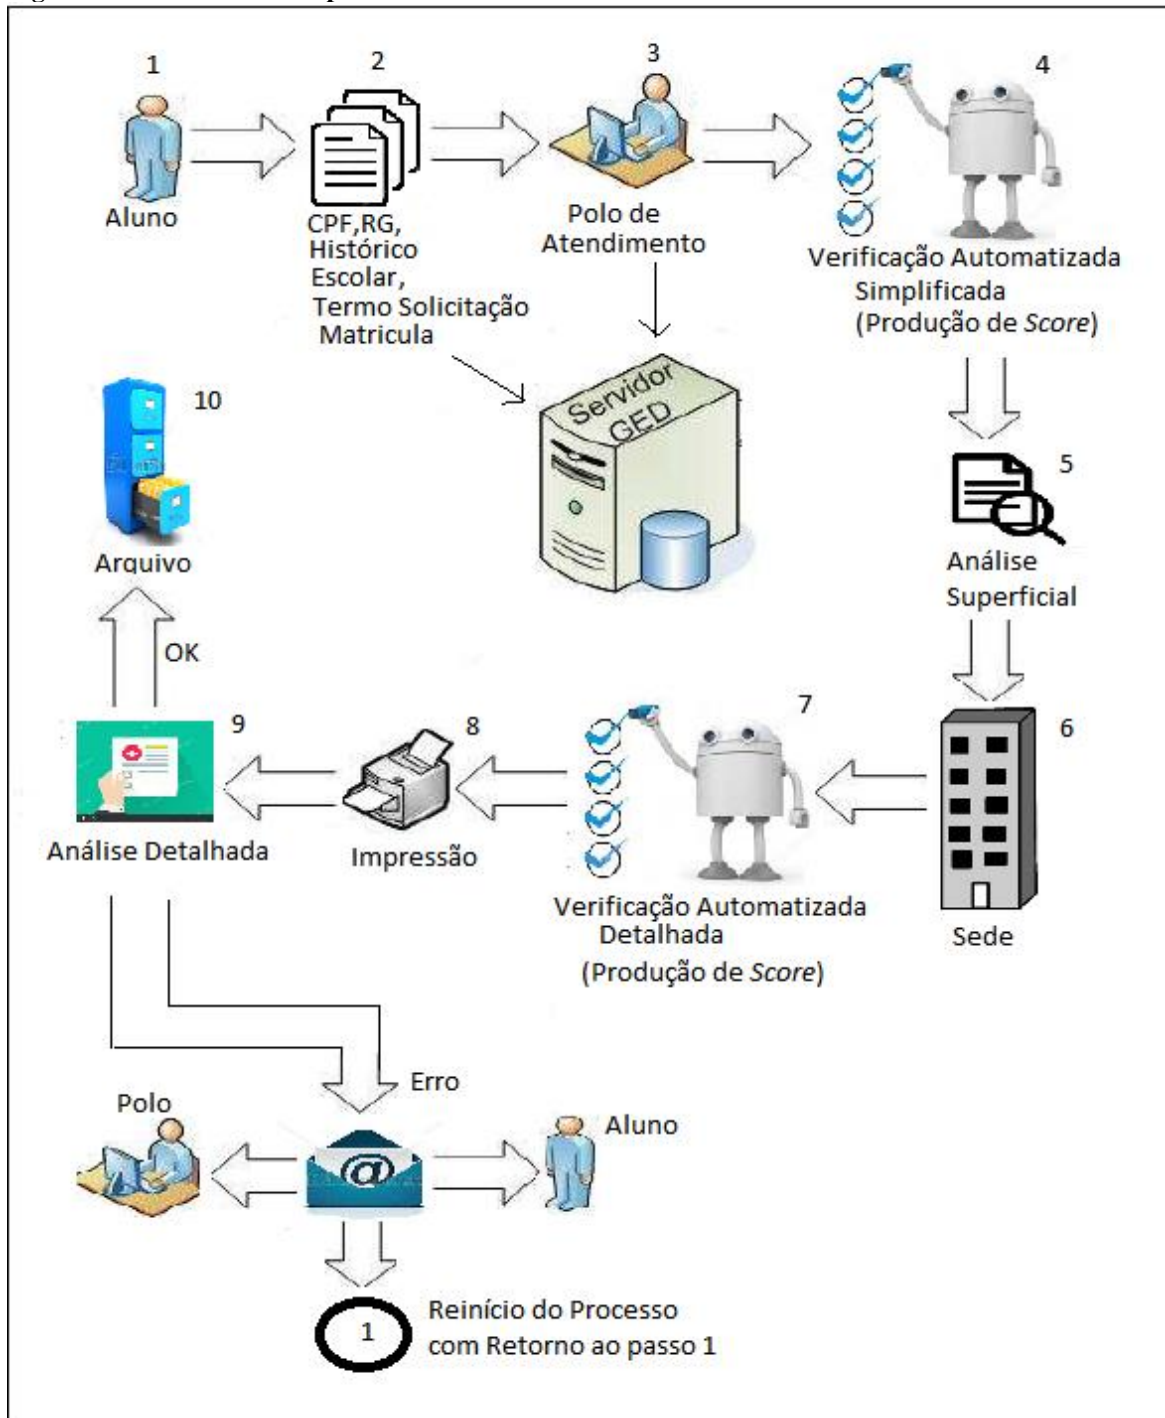 1
2
3
4
Aluno
CPF,RG,
Histórico
Escolar,
Termo Solicitação
Matricula
Polo de
Atendimento
Verificação Automatizada
Simplificada
(Produção de Score)
Servidor
GED
10
Arquivo
OK
5
Análise
Superficial
6
Sede
7
Verificação Automatizada
Detalhada
(Produção de Score)
8
Impressão
9
Análise Detalhada
Erro
Polo
@
Aluno
1
Reinício do Processo
com Retorno ao passo 1